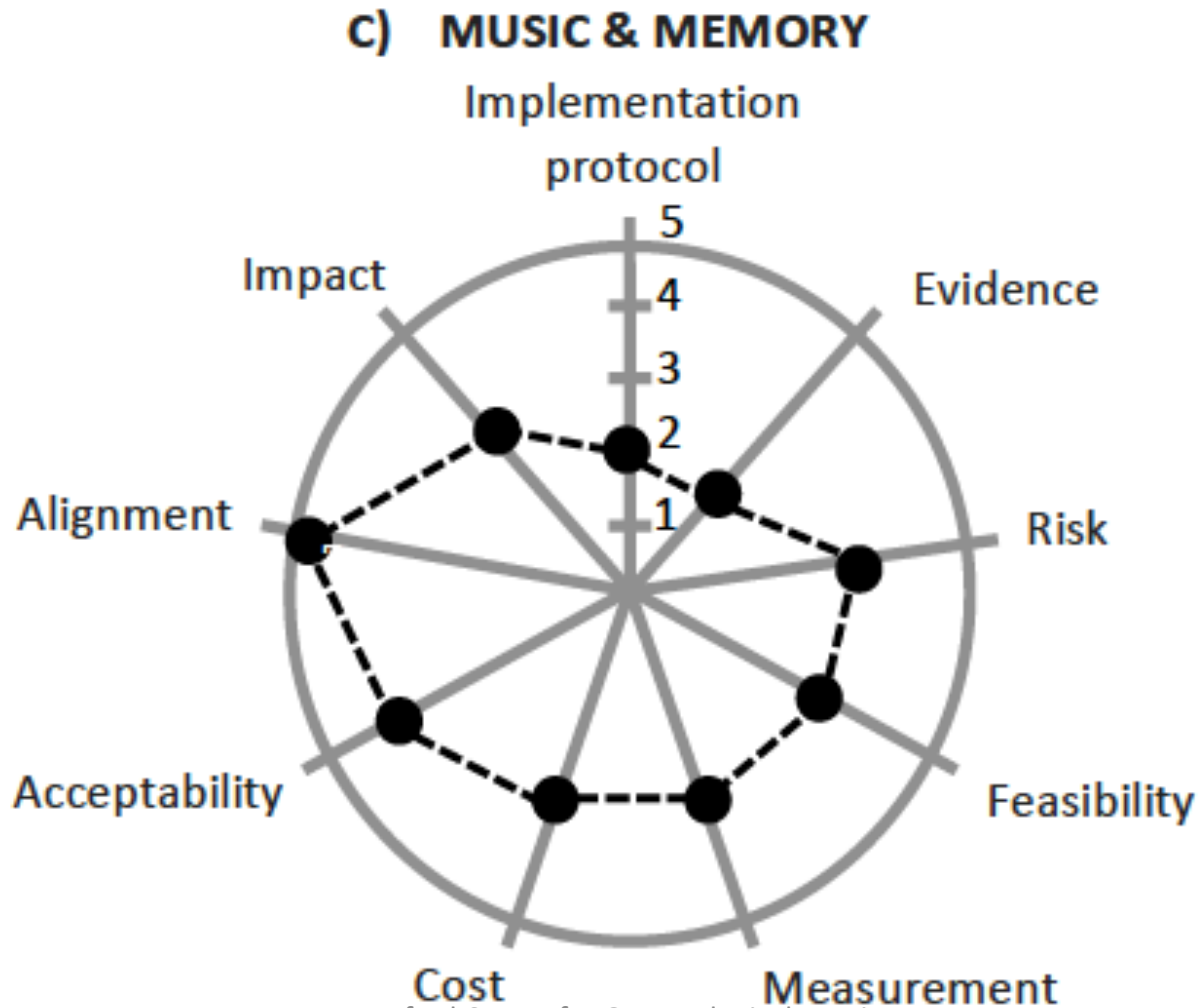 C) MUSIC & MEMORY
Implementation
protocol
5
Impact
Evidence
4
3
2
Alignment
1
Risk
Acceptability
Feasibility
Cost
Measurement